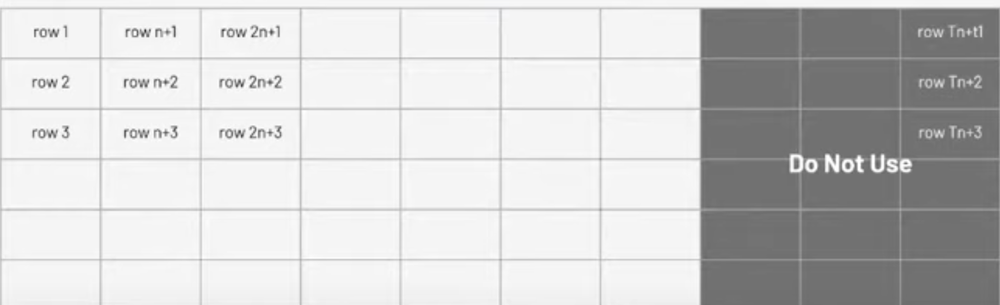 row 1 row n+1 row 2n+1 row Tn+t1
row 2 row n+2 row 2n+2 row Tn+2
row 3 row n+3 row 2n+3 row Tn+3
Do Not Use